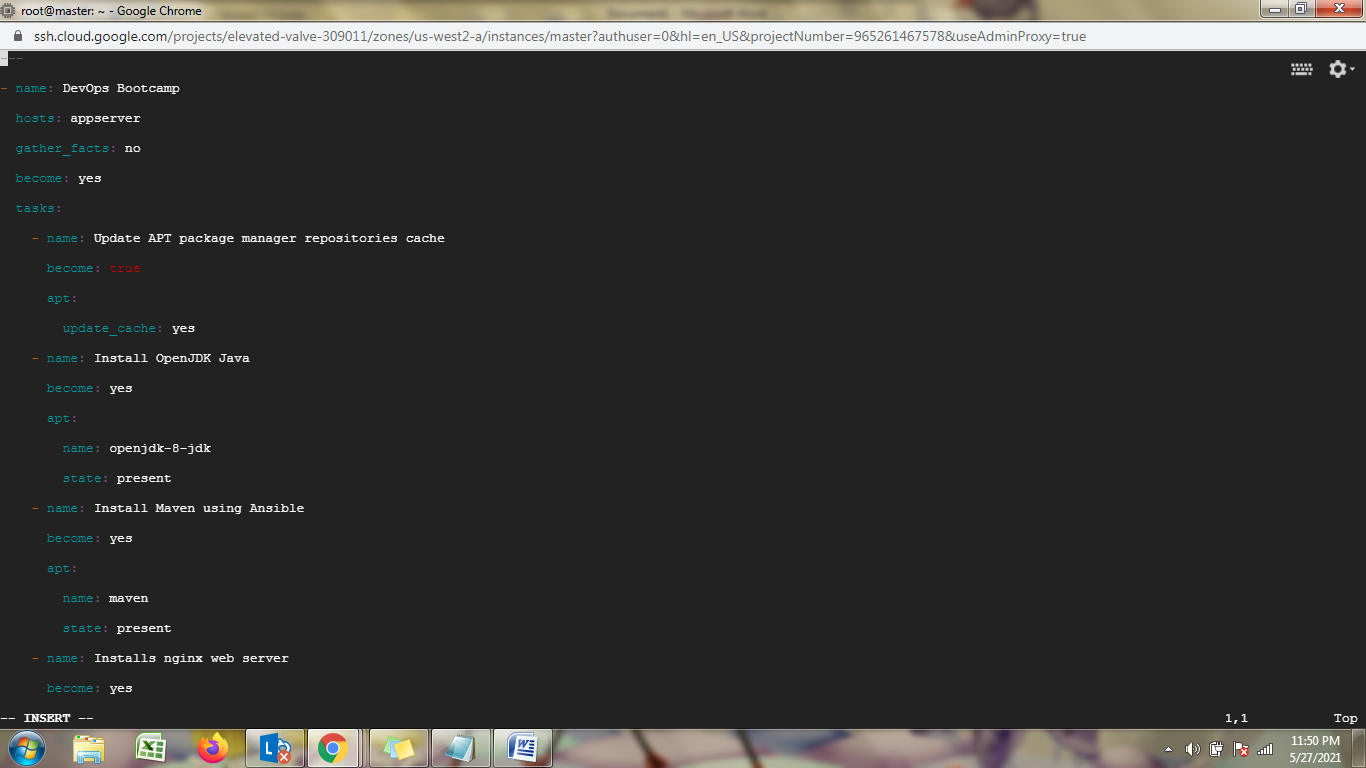 root@master: ~ - Google Chrome
ssh.cloud.google.com/projects/elevated-valve-309011/zones/us-west2-a/instances/master?authuser=0&hl=en_US&projectNumber=965261467578&useAdminProxy=true
---
- name: DevOps Bootcamp
  hosts: appserver
  gather_facts: no
  become: yes
  tasks:
    - name: Update APT package manager repositories cache
      become: true
      apt:
        update_cache: yes
    - name: Install OpenJDK Java
      become: yes
      apt:
        name: openjdk-8-jdk
        state: present
    - name: Install Maven using Ansible
      become: yes
      apt:
        name: maven
        state: present
    - name: Installs nginx web server
      become: yes
-- INSERT -- 1,1 Top
11:50 PM
5/27/2021